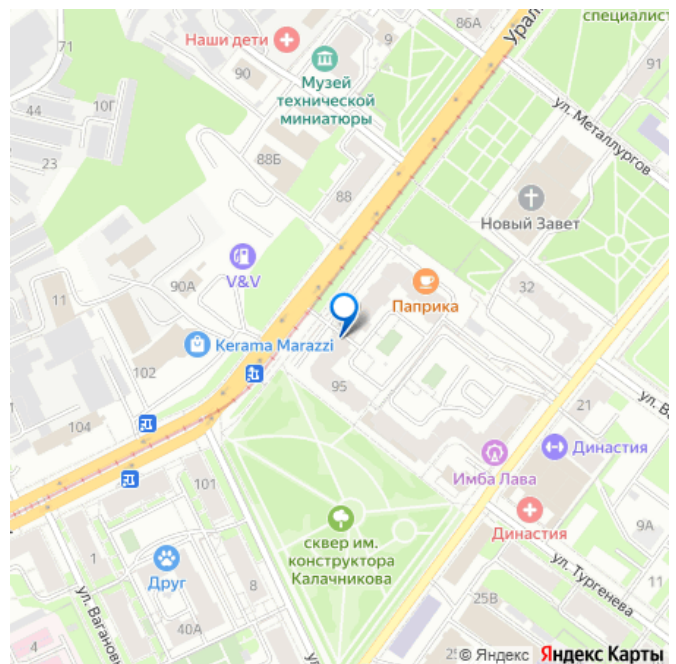 86А
специалист
Урал
71
Наши дети
9
91
90
Музей
технической
миниатюры
10Г
44
ул. Металлургов
23
88Б
88
Новый Завет
V&V
90А
32
11
Паприка
Kerama Marazzi
102
95
ул. Ва
21
104
Династия
Имба Лава
101
Династия
9А
сквер им.
конструктора
Калачникова
1
Друг
8
ул. Тургенева
11
25В
ул. Вагановы
40А
4
у
© Яндекс Яндекс Карты